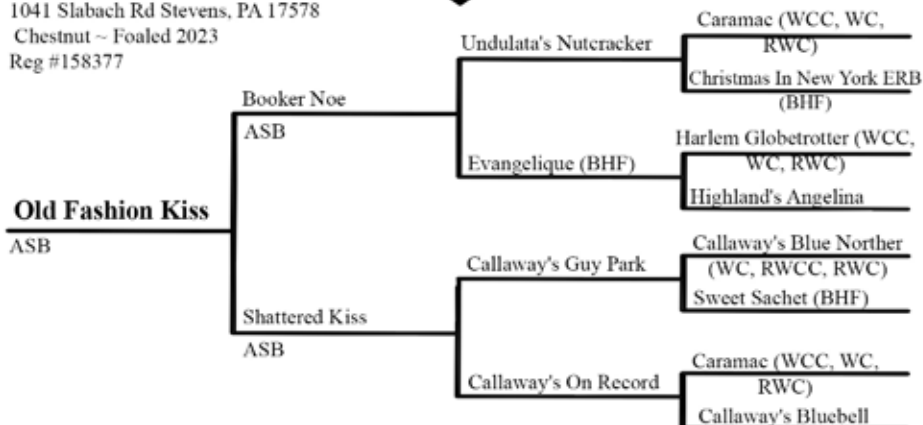 1041 Slabach Rd Stevens, PA 17578
Chestnut ~ Foaled 2023
Reg #158377
Caramac (WCC, WC,
RWC)
Undulata's Nutcracker
Christmas In New York ERB
(BHF)
Booker Noe
ASB
Harlem Globetrotter (WCC,
WC, RWC)
Evangelique (BHF)
Highland's Angelina
Old Fashion Kiss
ASB
Callaway's Blue Norther
(WC, RWCC, RWC)
Callaway's Guy Park
Sweet Sachet (BHF)
Shattered Kiss
ASB
Caramac (WCC, WC,
RWC)
Callaway's On Record
Callaway's Bluebell